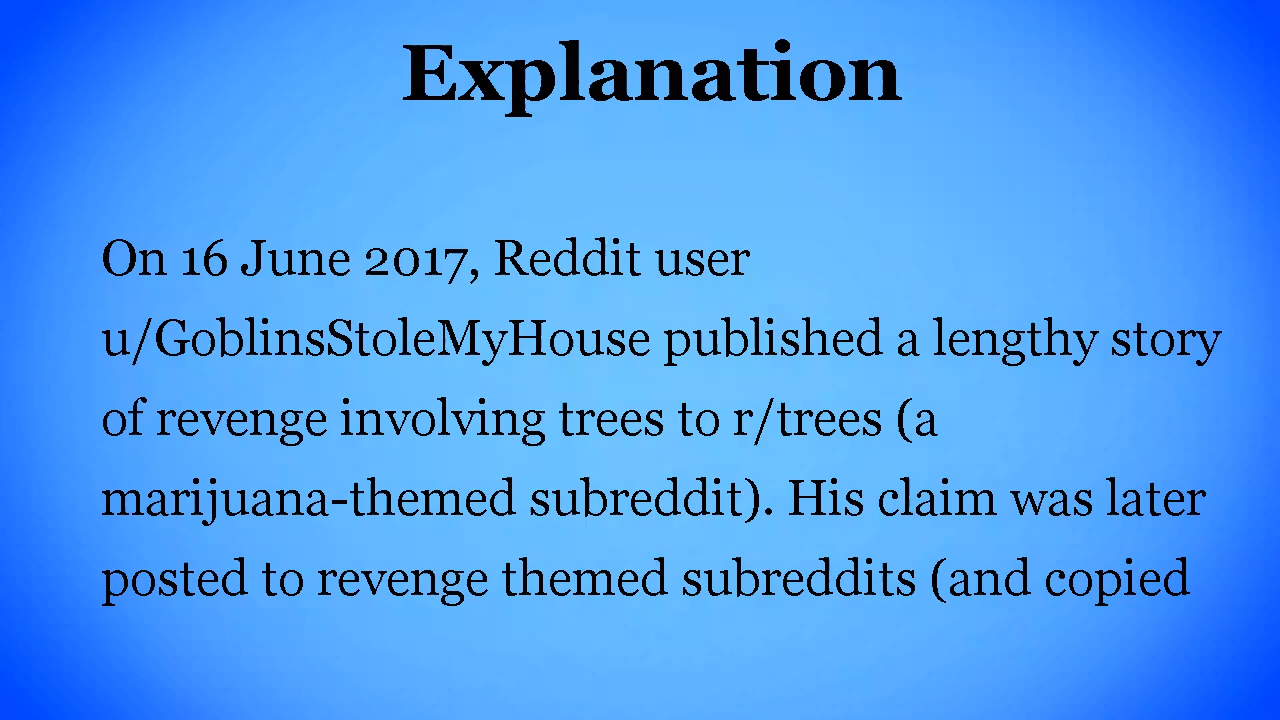 Explanation
On 16 June 2017, Reddit user
u/GoblinsStoleMyHouse published a lengthy story
of revenge involving trees to r/trees (a
marijuana-themed subreddit). His claim was later
posted to revenge themed subreddits (and copied